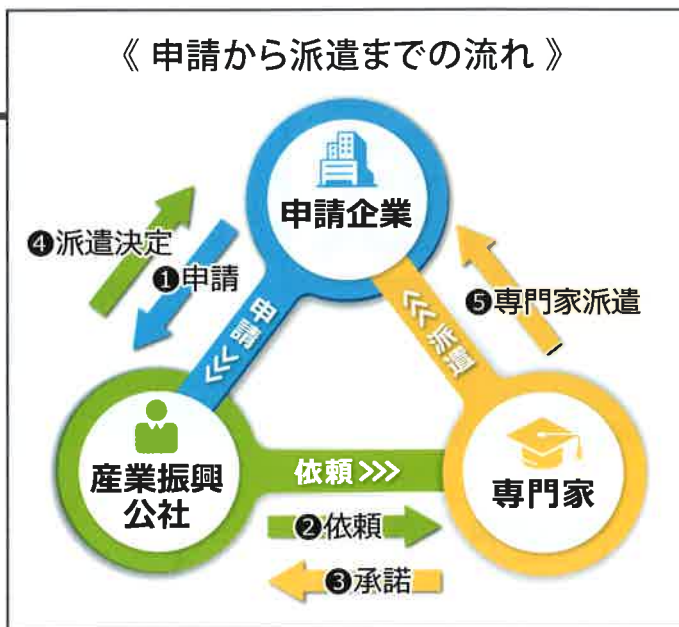 《 申請から派遣までの流れ 》
申請企業
❹派遣決定
❶申請
❺専門家派遣
申請>>>
<<<派遣
産業振興
公社
依頼>>>
専門家
❷依頼
❸承諾